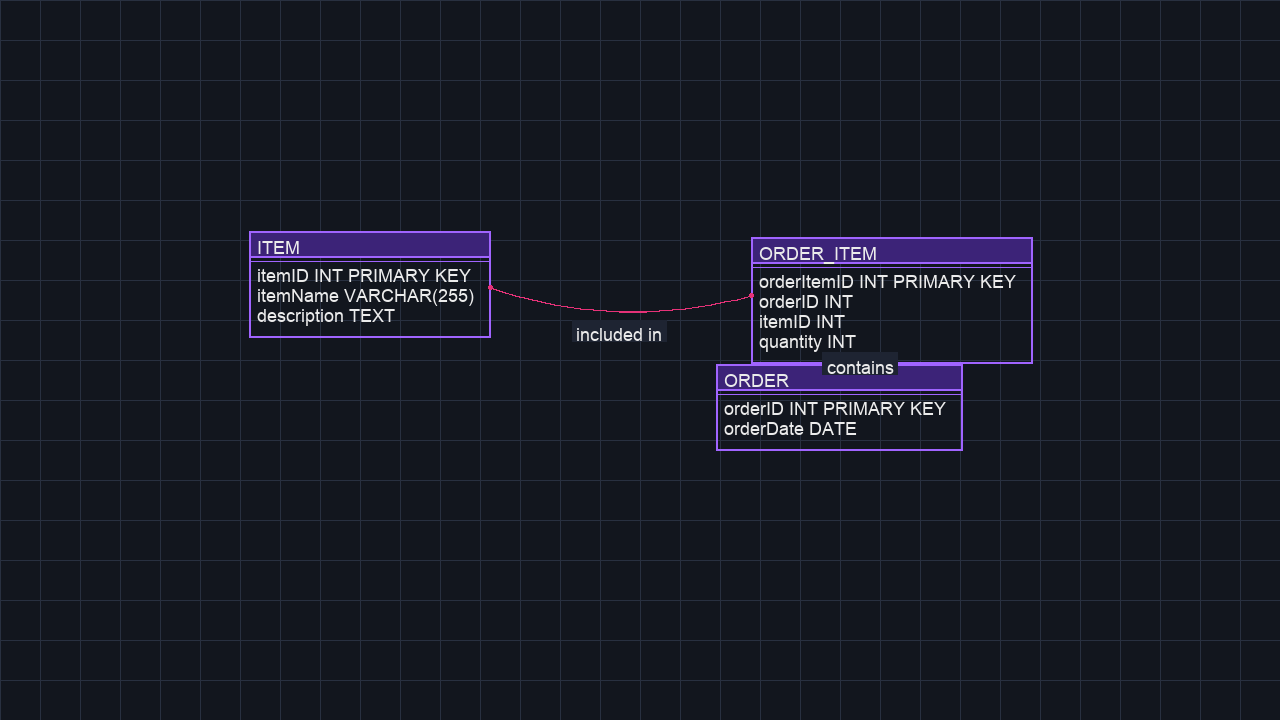 ITEM
itemID INT PRIMARY KEY
itemName VARCHAR(255)
description TEXT
included in
ORDER_ITEM
orderItemID INT PRIMARY KEY
orderID INT
itemID INT
quantity INT
contains
ORDER
orderID INT PRIMARY KEY
orderDate DATE